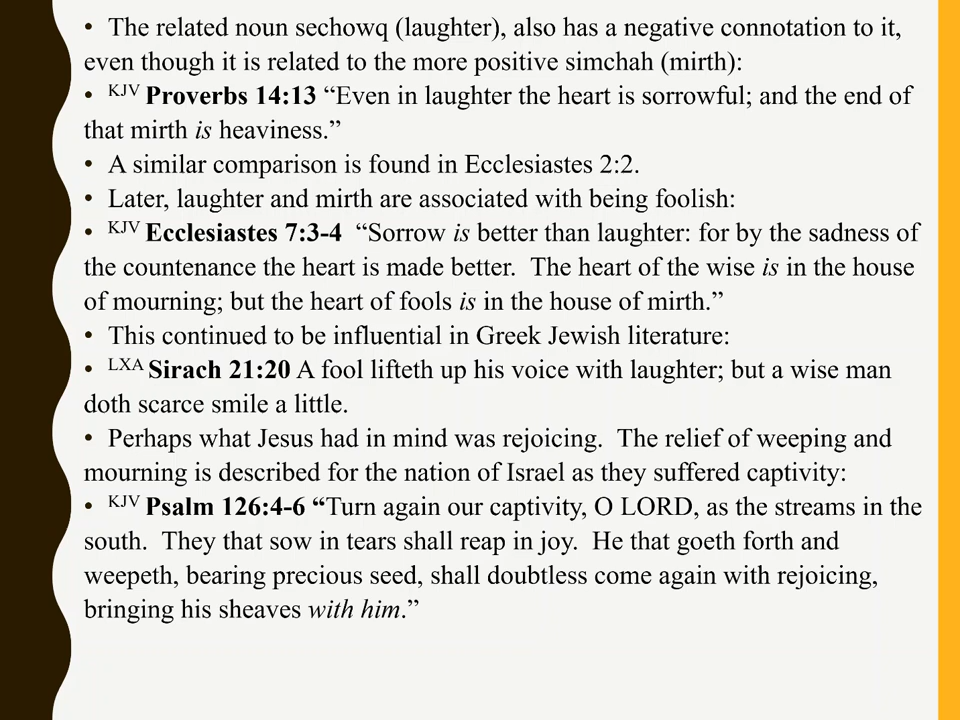 • The related noun sechowq (laughter), also has a negative connotation to it,
even though it is related to the more positive simchah (mirth):
• KJV Proverbs 14:13 “Even in laughter the heart is sorrowful; and the end of
that mirth is heaviness.”
• A similar comparison is found in Ecclesiastes 2:2.
• Later, laughter and mirth are associated with being foolish:
• KJV Ecclesiastes 7:3-4 “Sorrow is better than laughter: for by the sadness of
the countenance the heart is made better. The heart of the wise is in the house
of mourning; but the heart of fools is in the house of mirth.”
• This continued to be influential in Greek Jewish literature:
• LXA Sirach 21:20 A fool lifteth up his voice with laughter; but a wise man
doth scarce smile a little.
• Perhaps what Jesus had in mind was rejoicing. The relief of weeping and
mourning is described for the nation of Israel as they suffered captivity:
• KJV Psalm 126:4-6 “Turn again our captivity, O LORD, as the streams in the
south. They that sow in tears shall reap in joy. He that goeth forth and
weepeth, bearing precious seed, shall doubtless come again with rejoicing,
bringing his sheaves with him.”